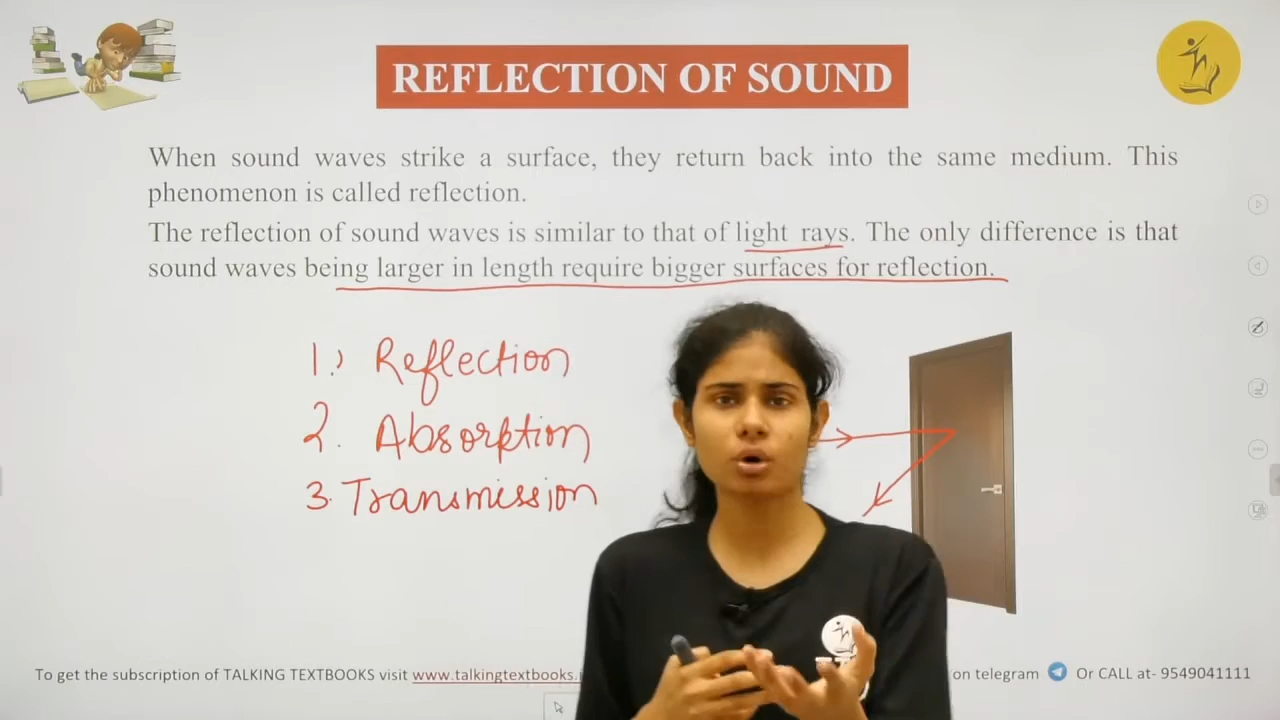 REFLECTION OF SOUND
When sound waves strike a surface, they return back into the same medium. This
phenomenon is called reflection.
The reflection of sound waves is similar to that of light rays. The only difference is that
sound waves being larger in length require bigger surfaces for reflection.
1.) Reflection
2. Absorption
3. Transmission
To get the subscription of TALKING TEXTBOOKS visit www.talkingtextbooks. on telegram Or CALL at- 9549041111